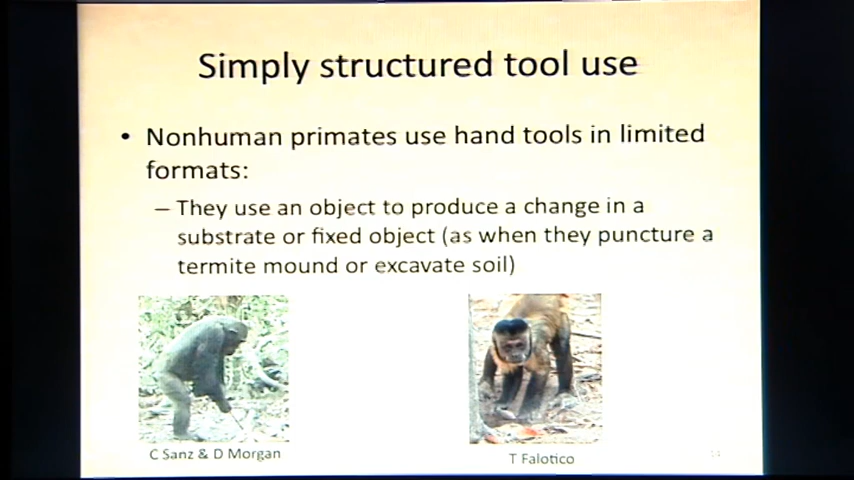 Simply structured tool use
• Nonhuman primates use hand tools in limited
formats:
– They use an object to produce a change in a
substrate or fixed object (as when they puncture a
termite mound or excavate soil)
C Sanz & D Morgan
T Falotico